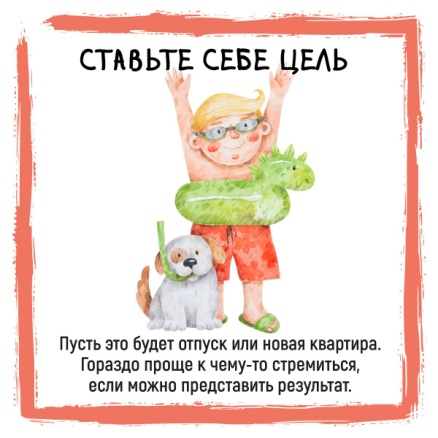 СТАВЬТЕ СЕБЕ ЦЕЛЬ
Пусть это будет отпуск или новая квартира.
Гораздо проще к чему-то стремиться,
если можно представить результат.